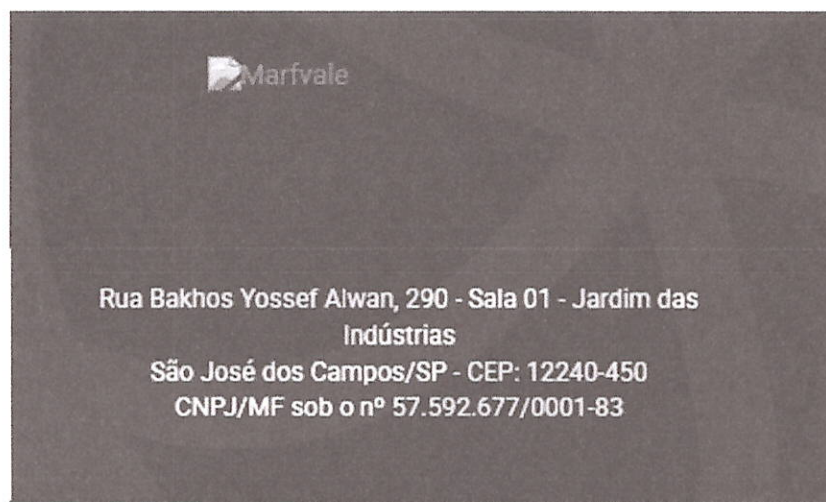 Marfvale
Rua Bakhos Yossef Alwan, 290 - Sala 01 - Jardim das
Indústrias
São José dos Campos/SP - CEP: 12240-450
CNPJ/MF sob o nº 57.592.677/0001-83